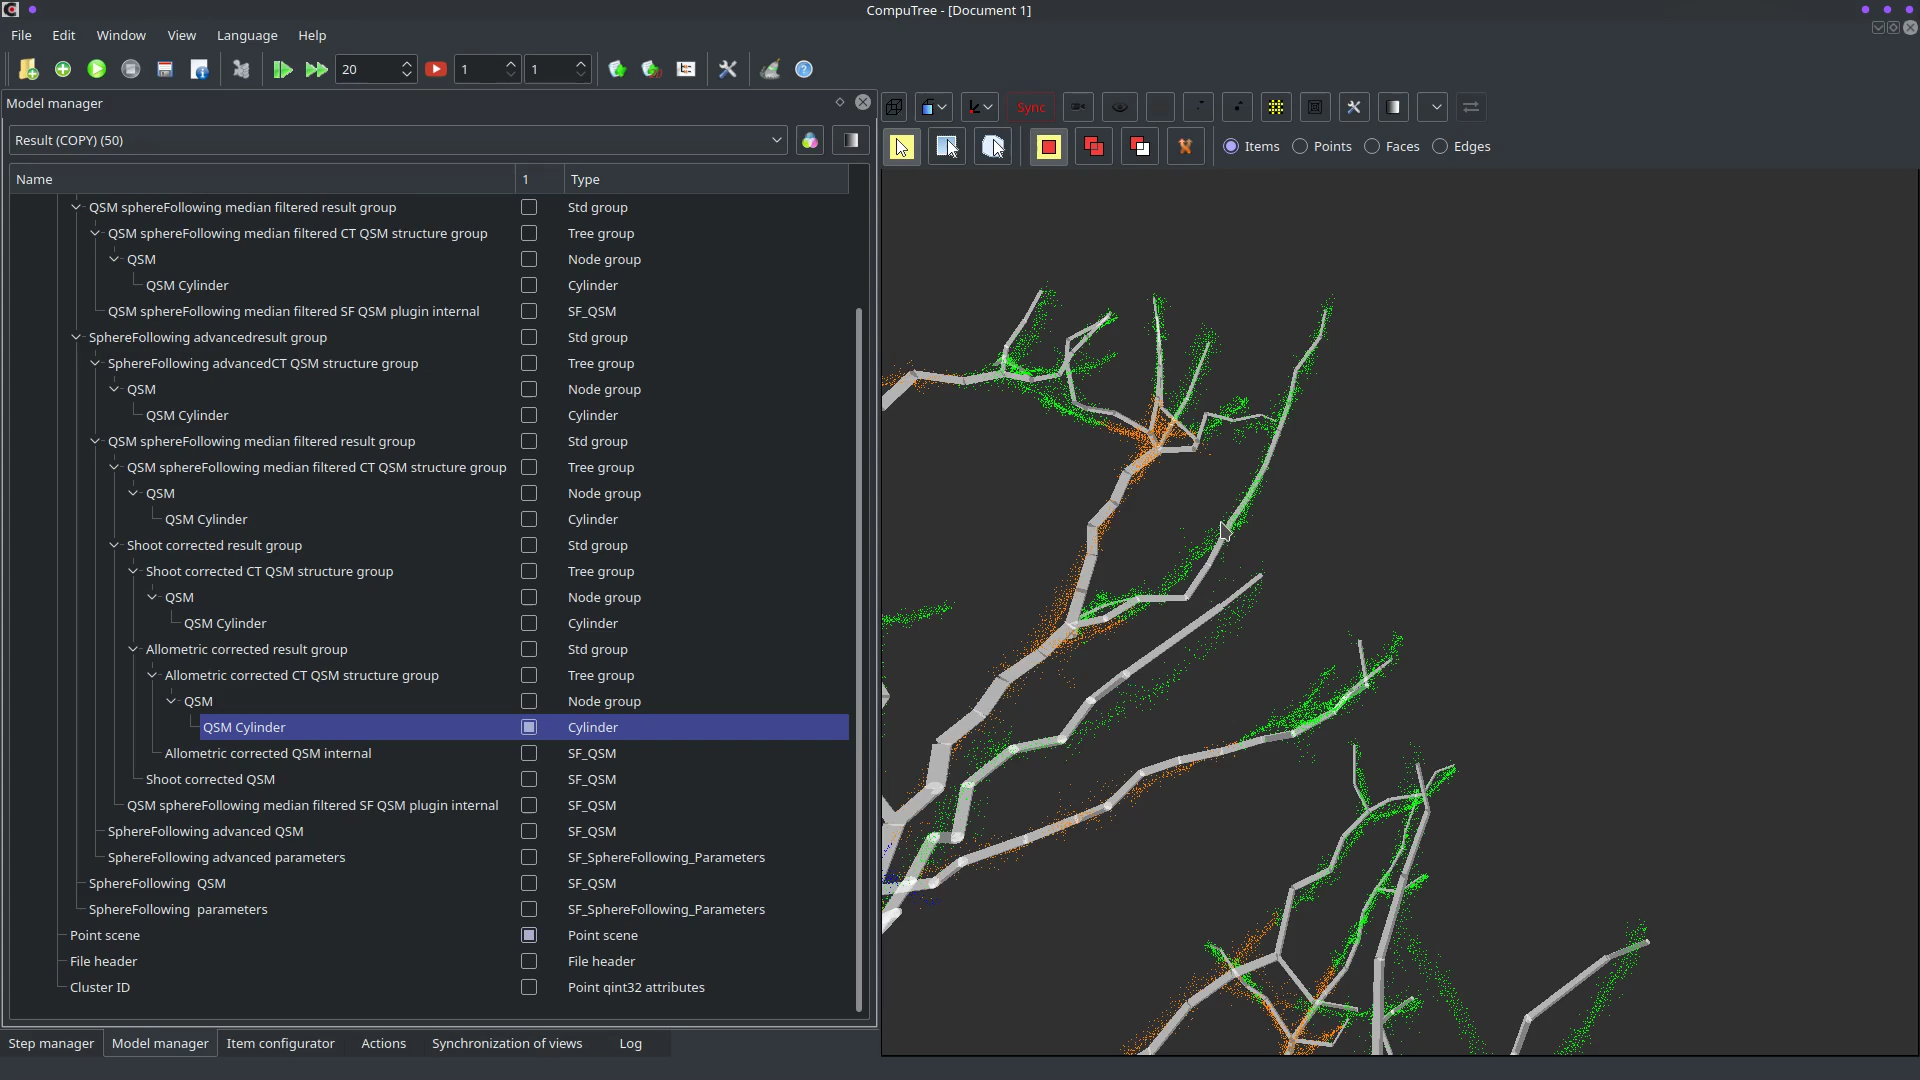 CompuTree - [Document 1]
File Edit Window View Language Help
20 1 1
Model manager
Sync
Result (COPY) (50)
Items Points Faces Edges
Name 1 Type
QSM sphereFollowing median filtered result group Std group
QSM sphereFollowing median filtered CT QSM structure group Tree group
QSM Node group
QSM Cylinder Cylinder
QSM sphereFollowing median filtered SF QSM plugin internal SF_QSM
SphereFollowing advancedresult group Std group
SphereFollowing advancedCT QSM structure group Tree group
QSM Node group
QSM Cylinder Cylinder
QSM sphereFollowing median filtered result group Std group
QSM sphereFollowing median filtered CT QSM structure group Tree group
QSM Node group
QSM Cylinder Cylinder
Shoot corrected result group Std group
Shoot corrected CT QSM structure group Tree group
QSM Node group
QSM Cylinder Cylinder
Allometric corrected result group Std group
Allometric corrected CT QSM structure group Tree group
QSM Node group
QSM Cylinder Cylinder
Allometric corrected QSM internal SF_QSM
Shoot corrected QSM SF_QSM
QSM sphereFollowing median filtered SF QSM plugin internal SF_QSM
SphereFollowing advanced QSM SF_QSM
SphereFollowing advanced parameters SF_SphereFollowing_Parameters
SphereFollowing  QSM SF_QSM
SphereFollowing  parameters SF_SphereFollowing_Parameters
Point scene Point scene
File header File header
Cluster ID Point qint32 attributes
Step manager Model manager Item configurator Actions Synchronization of views Log